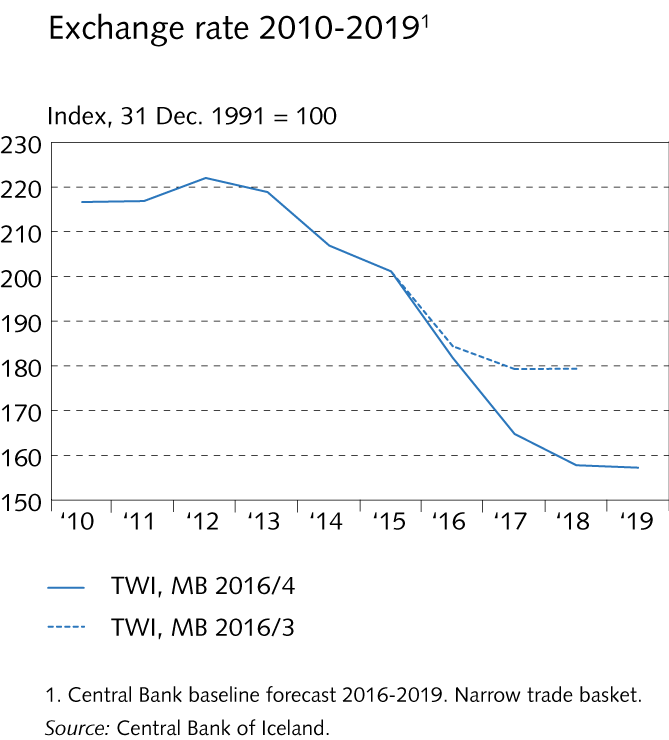 Exchange rate 2010-2019¹
Index, 31 Dec. 1991 = 100
230
220
210
200
190
180
170
160
150
‘10 ‘11 ‘12 ‘13 ‘14 ‘15 ‘16 ‘17 ‘18 ‘19
TWI, MB 2016/4
TWI, MB 2016/3
1. Central Bank baseline forecast 2016-2019. Narrow trade basket.
Source: Central Bank of Iceland.